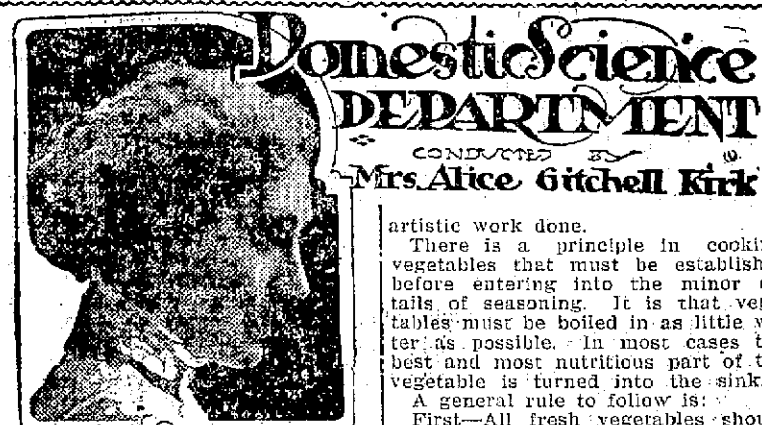 Domestic Science
DEPARTMENT
CONDUCTED BY
Mrs. Alice Gitchell Kirk
artistic work done.
There is a principle in cooki
vegetables that must be establish
before entering into the minor
tails of seasoning. It is that veg
tables must be boiled in as little w
ter as possible. In most cases t
best and most nutritious part of t
vegetable is turned into the sink.
A general rule to follow is:
First—All fresh vegetables shou